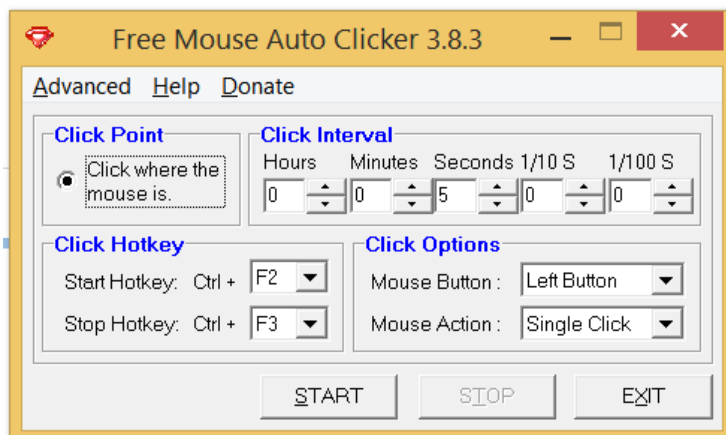 Free Mouse Auto Clicker 3.8.3
Advanced Help Donate
Click Point
Click where the
mouse is.
Click Interval
Hours Minutes Seconds 1/10 S 1/100 S
0 0 5 0 0
Click Hotkey
Start Hotkey: Ctrl + F2
Stop Hotkey: Ctrl + F3
Click Options
Mouse Button : Left Button
Mouse Action : Single Click
START STOP EXIT